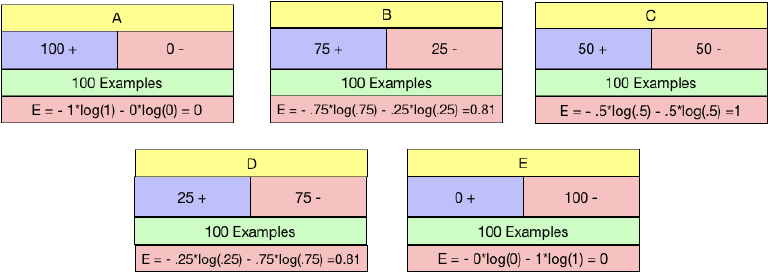 A
100 + 0 -
100 Examples
E = - 1*log(1) - 0*log(0) = 0
B
75 + 25 -
100 Examples
E = - .75*log(.75) - .25*log(.25) =0.81
C
50 + 50 -
100 Examples
E = - .5*log(.5) - .5*log(.5) =1
D
25 + 75 -
100 Examples
E = - .25*log(.25) - .75*log(.75) =0.81
E
0 + 100 -
100 Examples
E = - 0*log(0) - 1*log(1) = 0